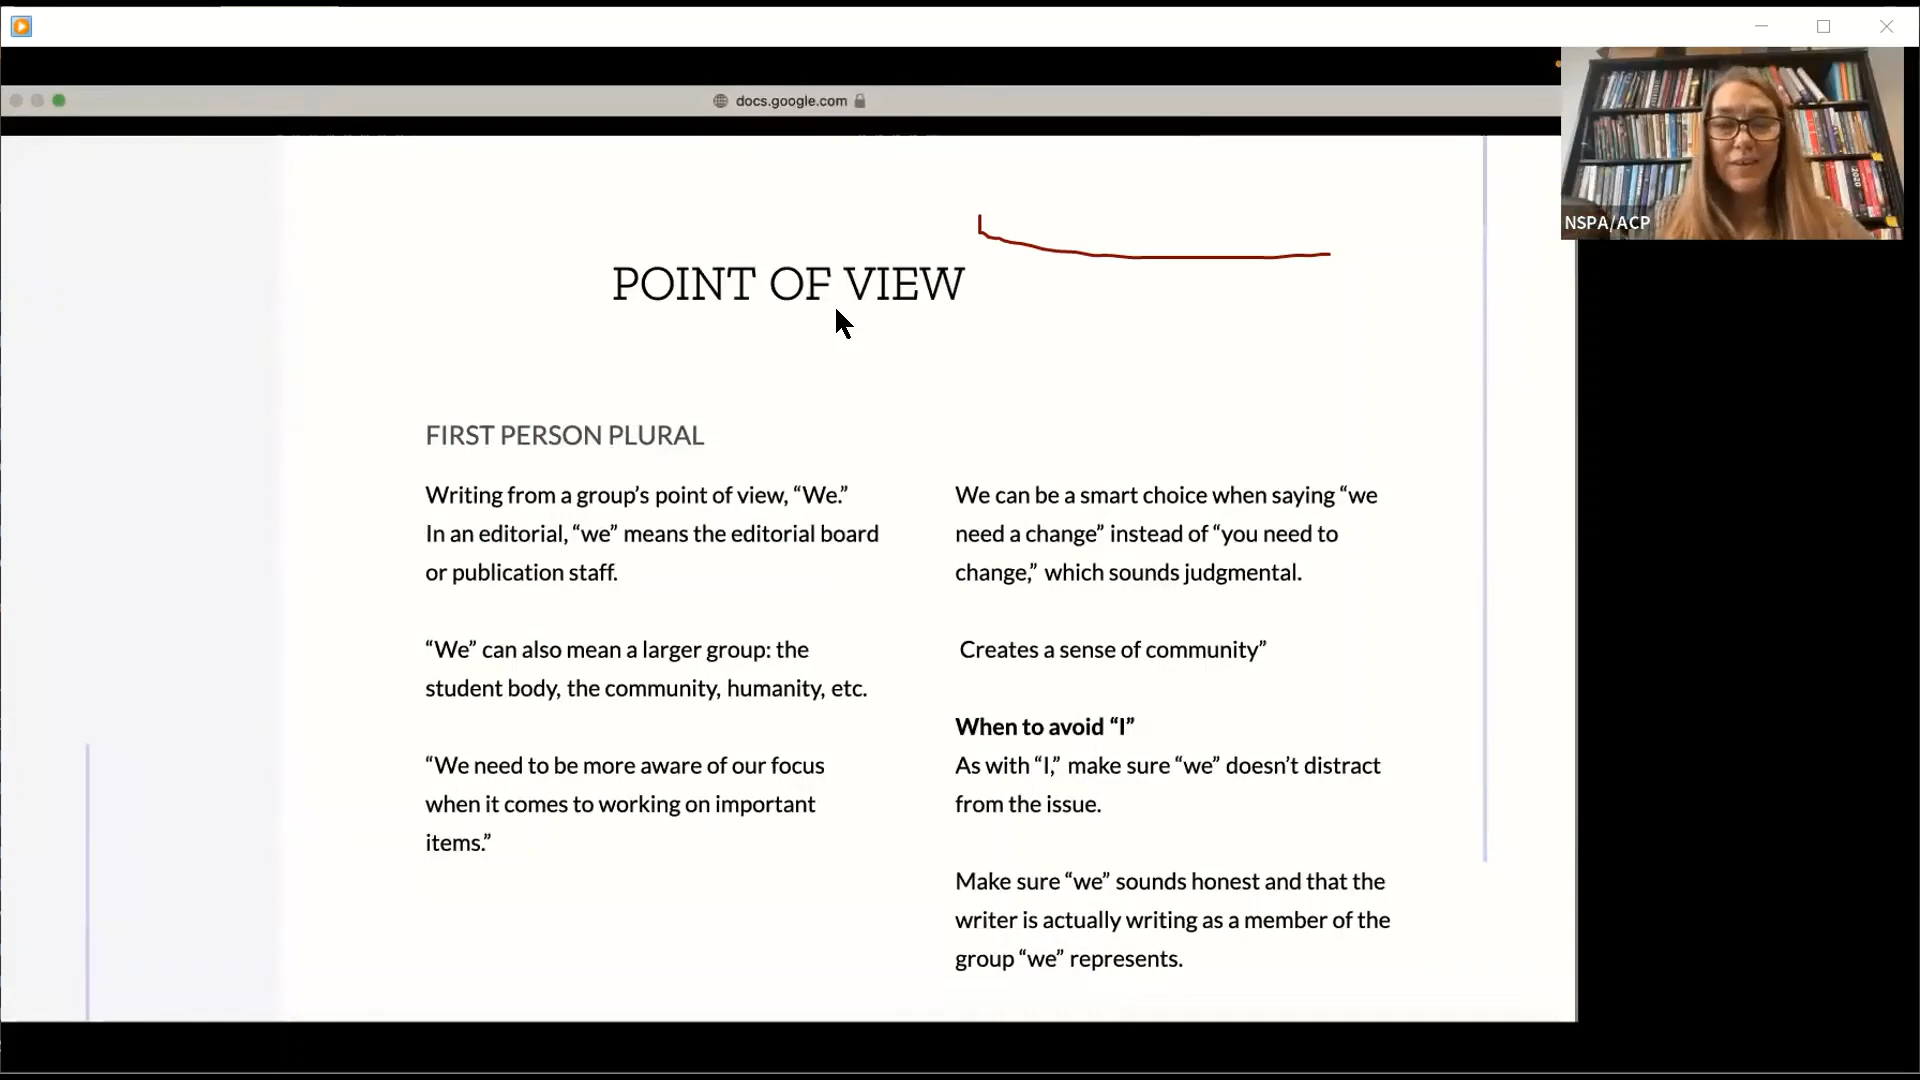 docs.google.com
NSPA/ACP
POINT OF VIEW
FIRST PERSON PLURAL
Writing from a group’s point of view, “We.”
In an editorial, “we” means the editorial board
or publication staff.
“We” can also mean a larger group: the
student body, the community, humanity, etc.
“We need to be more aware of our focus
when it comes to working on important
items.”
We can be a smart choice when saying “we
need a change” instead of “you need to
change,” which sounds judgmental.
Creates a sense of community”
When to avoid “I”
As with “I,” make sure “we” doesn’t distract
from the issue.
Make sure “we” sounds honest and that the
writer is actually writing as a member of the
group “we” represents.
2020